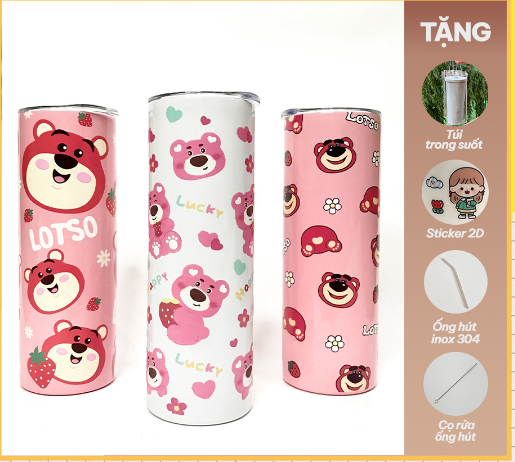 TẶNG
Túi
trong suốt
Sticker 2D
Ống hút
inox 304
Cọ rửa
ống hút
LOTSO
Lucky
Lucky
LOTSO